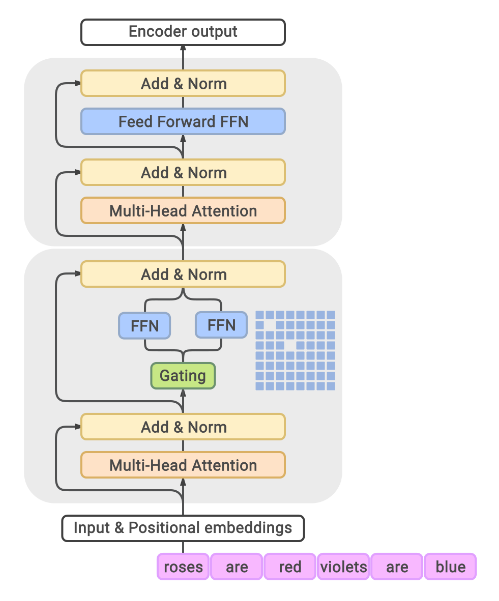 Encoder output
Add & Norm
Feed Forward FFN
Add & Norm
Multi-Head Attention
Add & Norm
FFN FFN
Gating
Add & Norm
Multi-Head Attention
Input & Positional embeddings
roses are red violets are blue